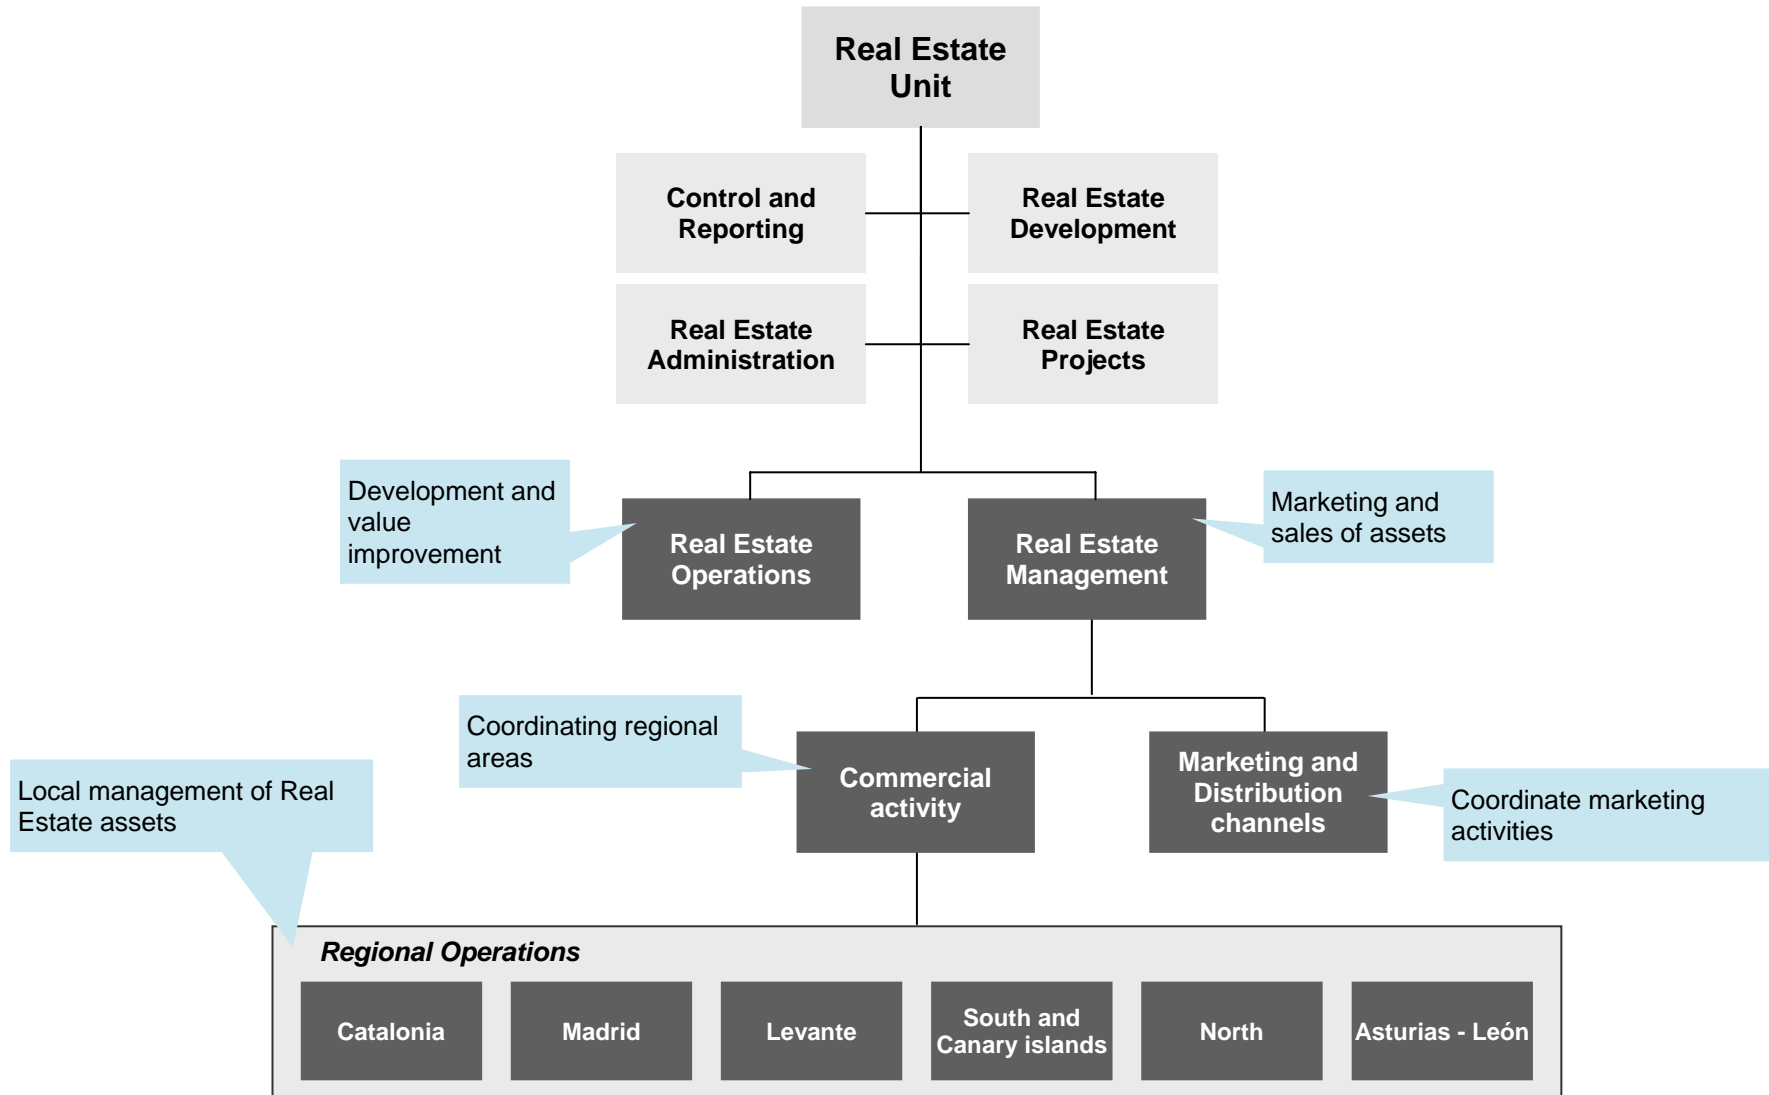 Real Estate
Unit
Control and
Reporting
Real Estate
Development
Real Estate
Administration
Real Estate
Projects
Development and
value
improvement
Real Estate
Operations
Real Estate
Management
Marketing and
sales of assets
Coordinating regional
areas
Commercial
activity
Marketing and
Distribution
channels
Coordinate marketing
activities
Local management of Real
Estate assets
Regional Operations
Catalonia
Madrid
Levante
South and
Canary islands
North
Asturias - León